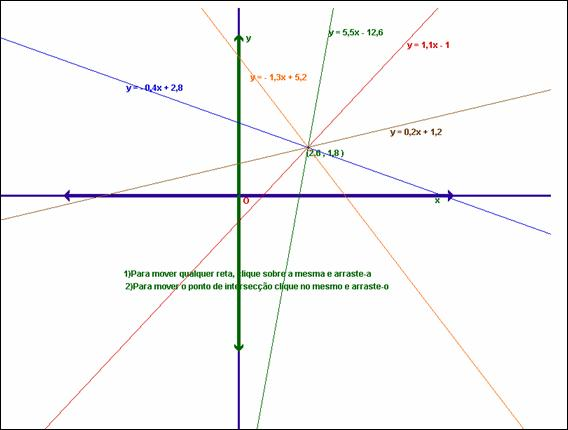 y = 5,5x - 12,6
y
y = 1,1x - 1
y = - 1,3x + 5,2
y = - 0,4x + 2,8
y = 0,2x + 1,2
(2,6 , 1,8 )
O
x
1)Para mover qualquer reta, clique sobre a mesma e arraste-a
2)Para mover o ponto de intersecção clique no mesmo e arraste-o